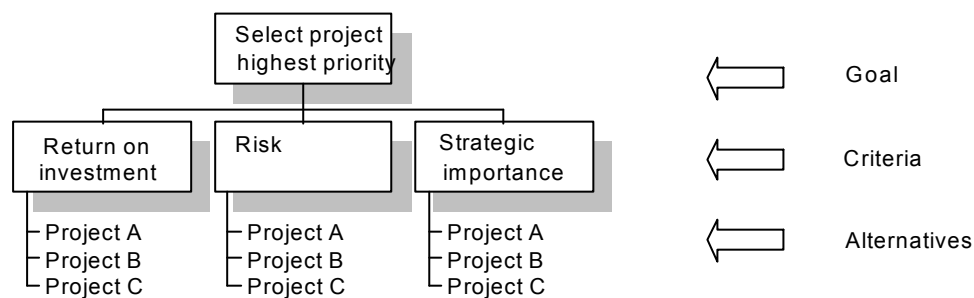 Select project
highest priority
Goal
Return on
investment
Risk
Strategic
importance
Criteria
Project A
Project B
Project C
Project A
Project B
Project C
Project A
Project B
Project C
Alternatives